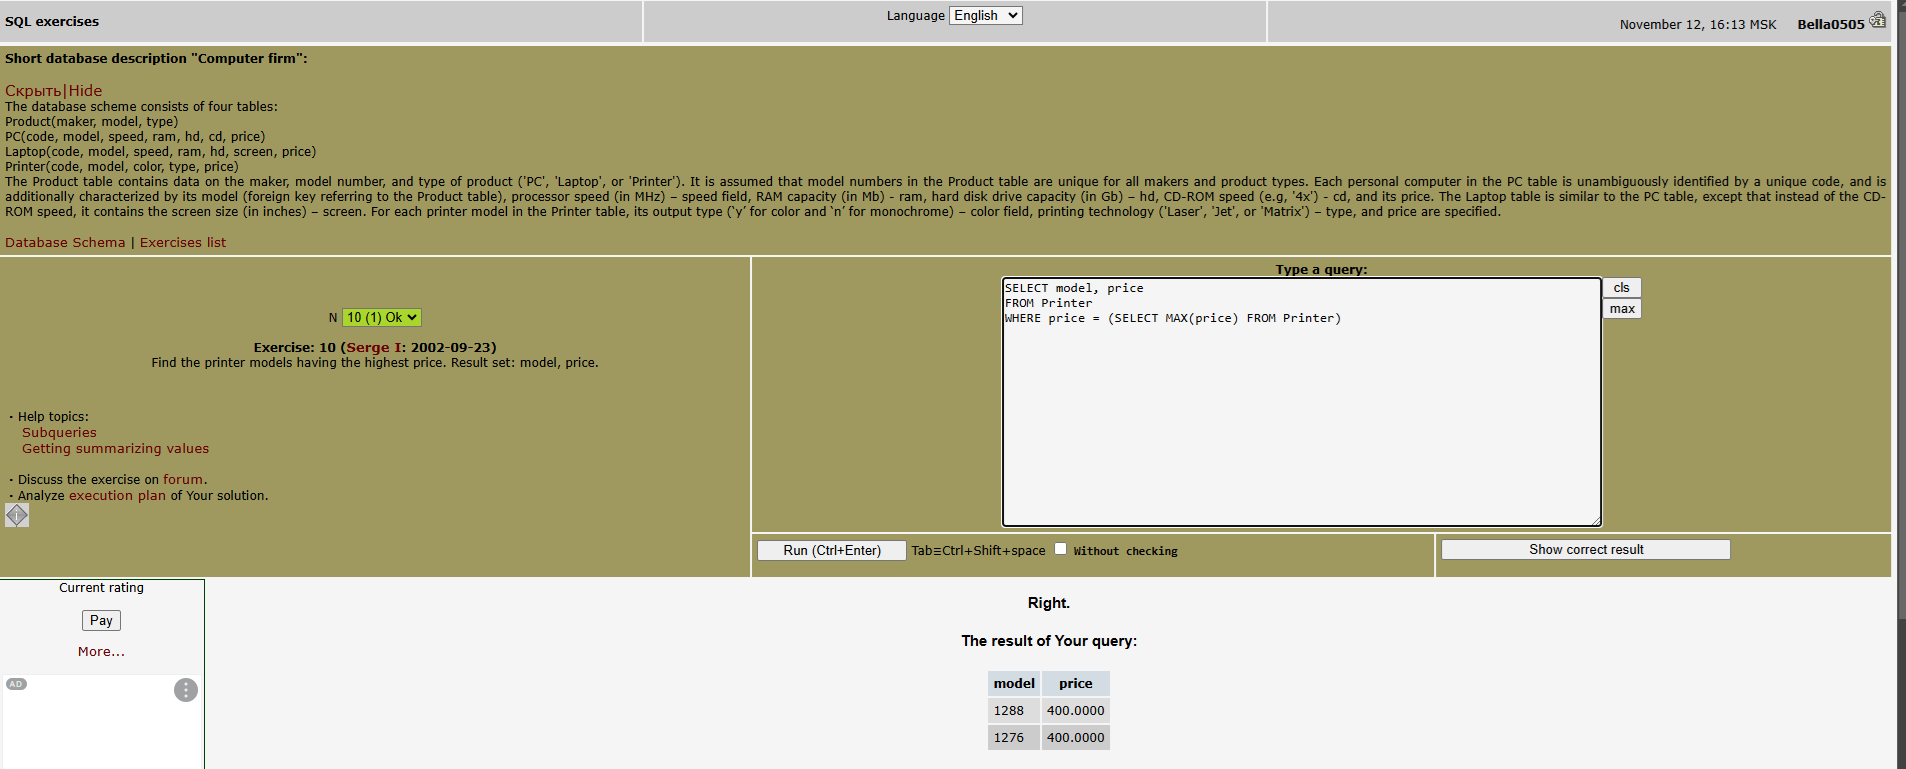 SQL exercises
Language English
November 12, 16:13 MSK Bella0505
Short database description "Computer firm":
Скрыть|Hide
The database scheme consists of four tables:
Product(maker, model, type)
PC(code, model, speed, ram, hd, cd, price)
Laptop(code, model, speed, ram, hd, screen, price)
Printer(code, model, color, type, price)
The Product table contains data on the maker, model number, and type of product ('PC', 'Laptop', or 'Printer'). It is assumed that model numbers in the Product table are unique for all makers and product types. Each personal computer in the PC table is unambiguously identified by a unique code, and is
additionally characterized by its model (foreign key referring to the Product table), processor speed (in MHz) – speed field, RAM capacity (in Mb) - ram, hard disk drive capacity (in Gb) – hd, CD-ROM speed (e.g, '4x') - cd, and its price. The Laptop table is similar to the PC table, except that instead of the CD-
ROM speed, it contains the screen size (in inches) – screen. For each printer model in the Printer table, its output type (‘y’ for color and ‘n’ for monochrome) – color field, printing technology ('Laser', 'Jet', or 'Matrix') – type, and price are specified.
Database Schema | Exercises list
N 10 (1) Ok
Exercise: 10 (Serge I: 2002-09-23)
Find the printer models having the highest price. Result set: model, price.
· Help topics:
Subqueries
Getting summarizing values
· Discuss the exercise on forum.
· Analyze execution plan of Your solution.
Type a query:
SELECT model, price
FROM Printer
WHERE price = (SELECT MAX(price) FROM Printer)
cls
max
Run (Ctrl+Enter) Tab≡Ctrl+Shift+space Without checking
Show correct result
Current rating
Pay
More...
AD
Right.
The result of Your query:
model price
1288 400.0000
1276 400.0000